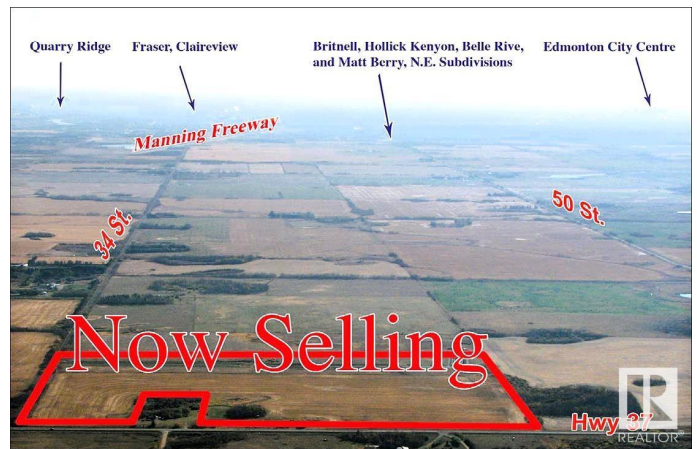 Quarry Ridge
Fraser, Claireview
Britnell, Hollick Kenyon, Belle Rive,
and Matt Berry, N.E. Subdivisions
Edmonton City Centre
Manning Freeway
34 St.
50 St.
Now Selling
Hwy 37
R
REALTOR®